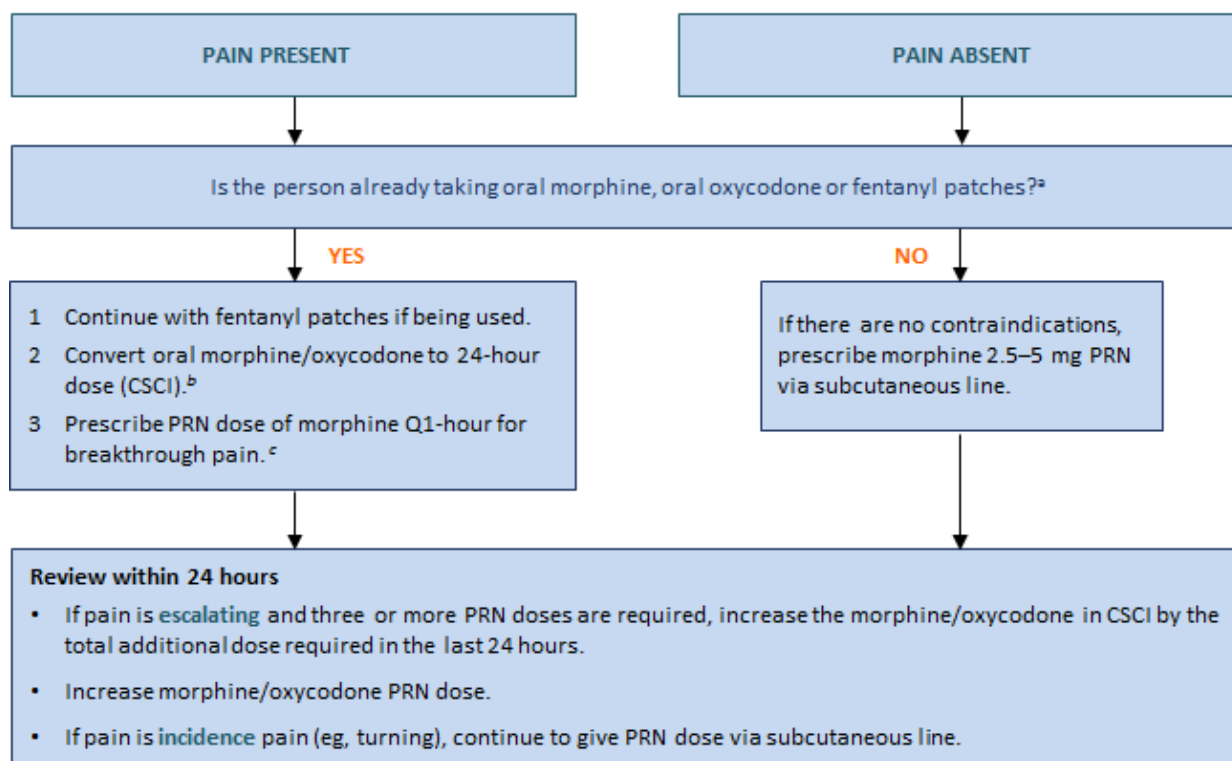 PAIN PRESENT
PAIN ABSENT
Is the person already taking oral morphine, oral oxycodone or fentanyl patches?ᵃ
YES
NO
1 Continue with fentanyl patches if being used.
2 Convert oral morphine/oxycodone to 24-hour
dose (CSCI).ᵇ
3 Prescribe PRN dose of morphine Q1-hour for
breakthrough pain.ᶜ
If there are no contraindications,
prescribe morphine 2.5–5 mg PRN
via subcutaneous line.
Review within 24 hours
• If pain is escalating and three or more PRN doses are required, increase the morphine/oxycodone in CSCI by the
total additional dose required in the last 24 hours.
• Increase morphine/oxycodone PRN dose.
• If pain is incidence pain (eg, turning), continue to give PRN dose via subcutaneous line.